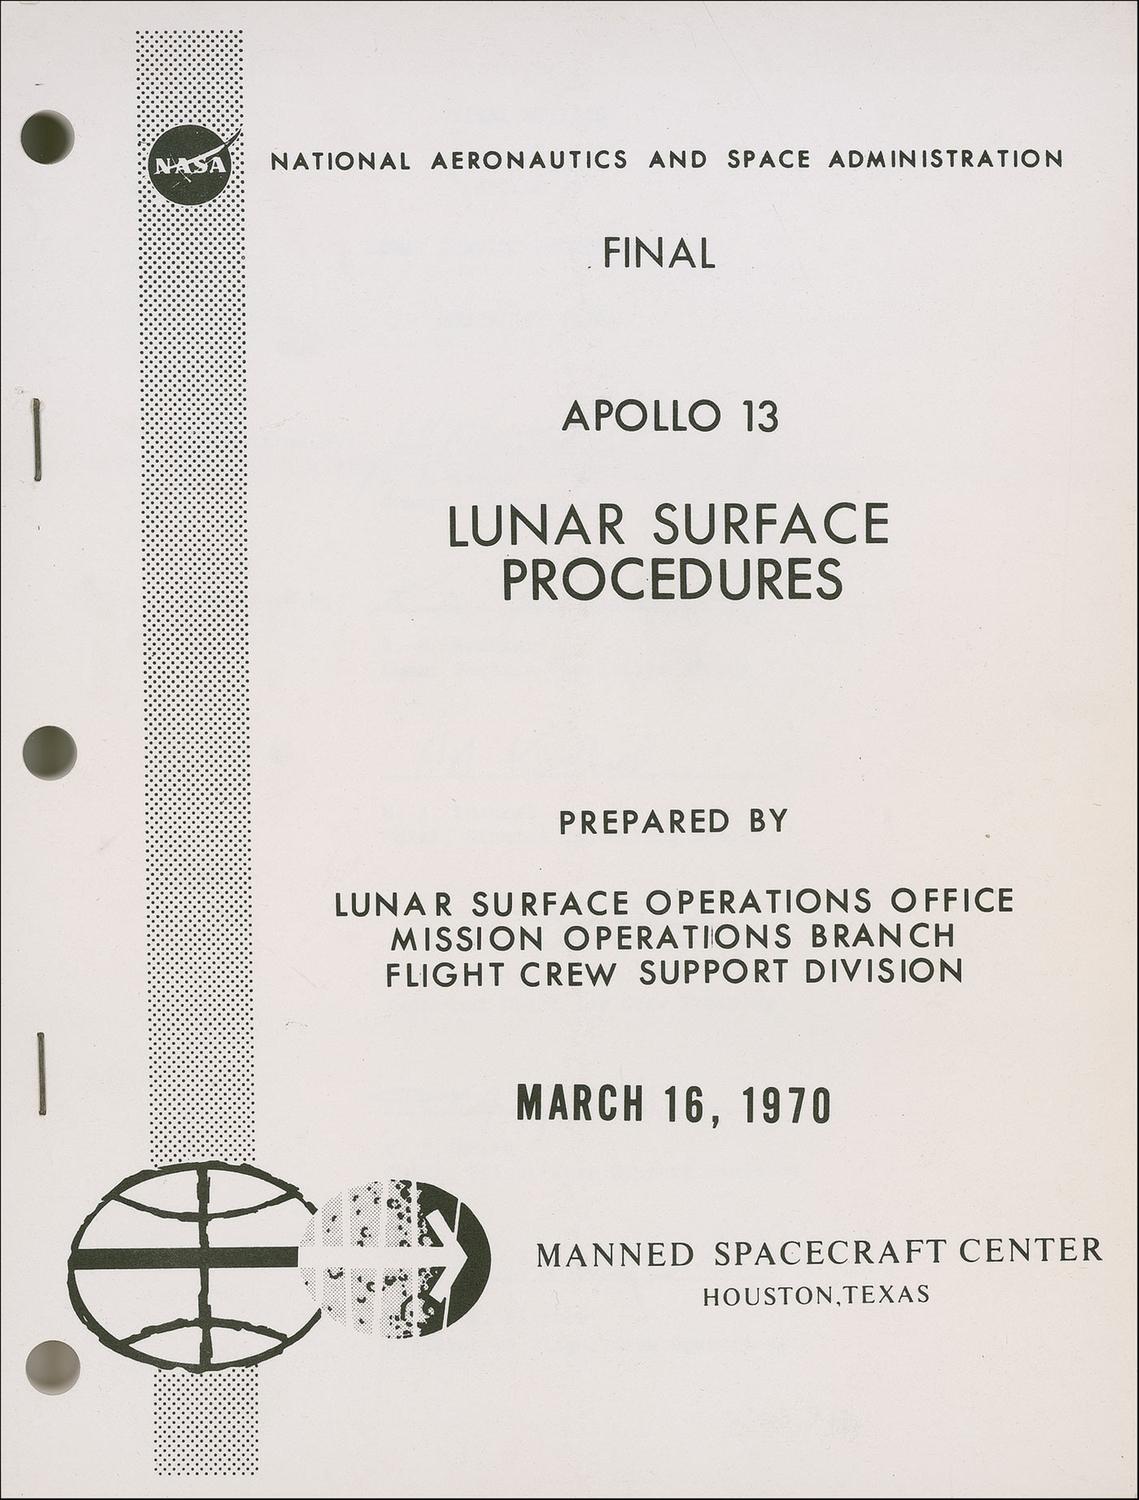 NASA
NATIONAL AERONAUTICS AND SPACE ADMINISTRATION
FINAL
APOLLO 13
LUNAR SURFACE
PROCEDURES
PREPARED BY
LUNAR SURFACE OPERATIONS OFFICE
MISSION OPERATIONS BRANCH
FLIGHT CREW SUPPORT DIVISION
MARCH 16, 1970
MANNED SPACECRAFT CENTER
HOUSTON,TEXAS